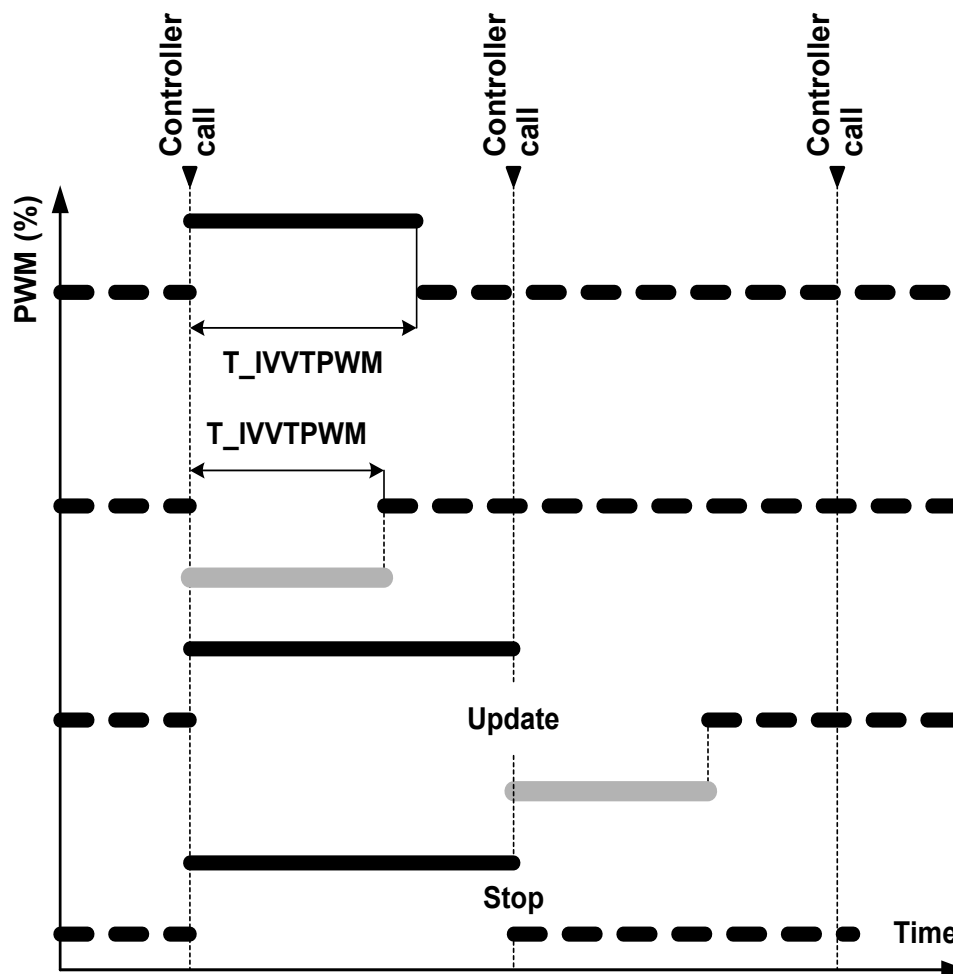 Controller
call
Controller
call
Controller
call
PWM (%)
T_IVVTPWM
T_IVVTPWM
Update
Stop
Time